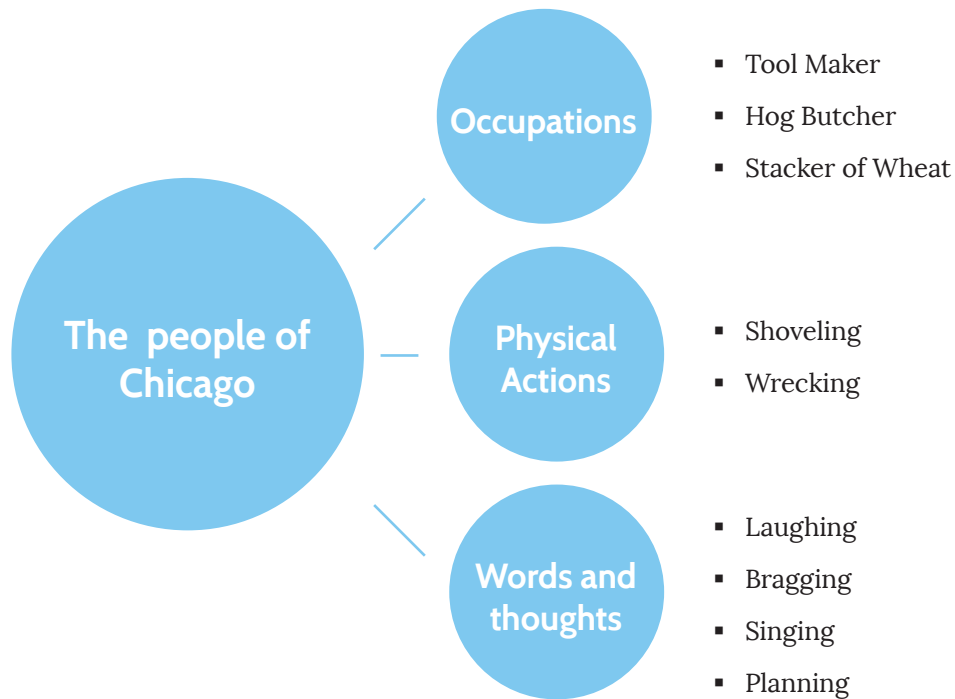 The people of
Chicago
Occupations
▪ Tool Maker
▪ Hog Butcher
▪ Stacker of Wheat
Physical
Actions
▪ Shoveling
▪ Wrecking
Words and
thoughts
▪ Laughing
▪ Bragging
▪ Singing
▪ Planning